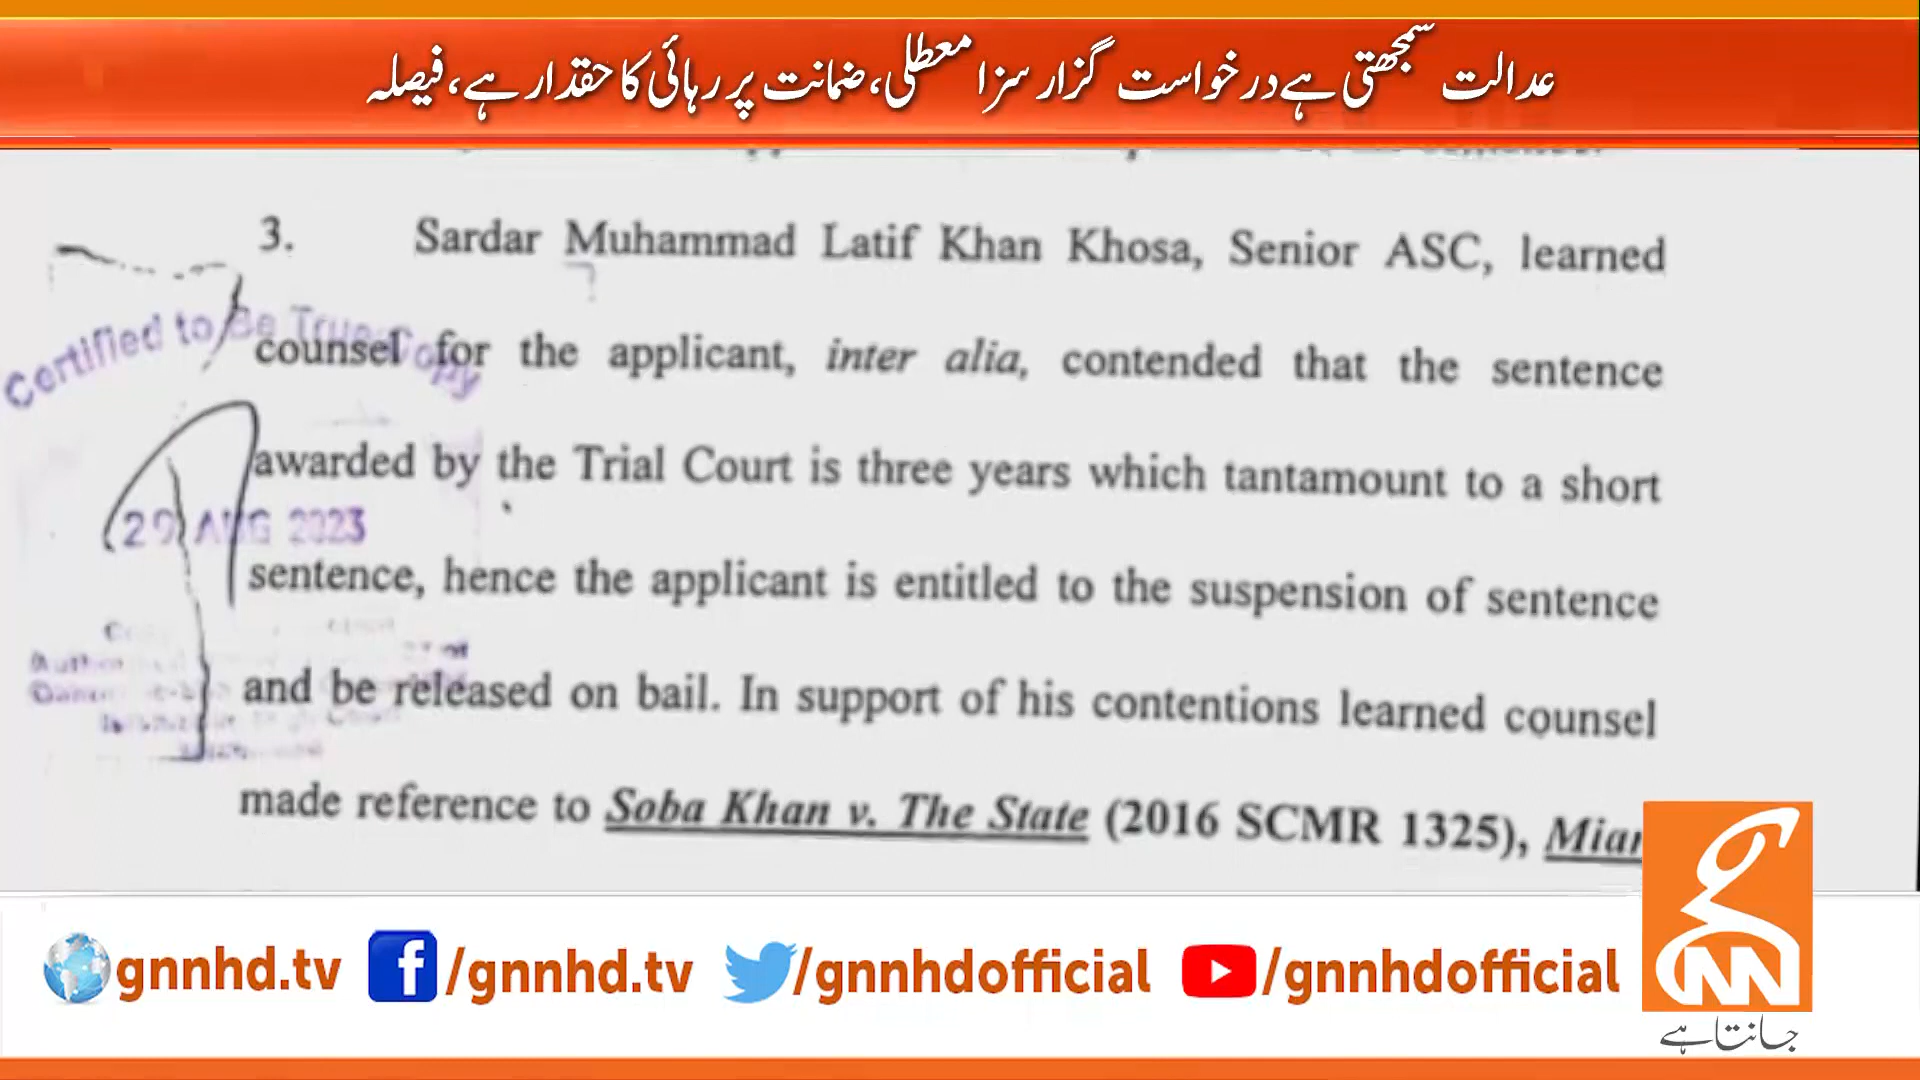 عدالت سمجھتی ہے درخواست گزار سزا معطلی، ضمانت پر رہائی کا حقدار ہے، فیصلہ
3. Sardar Muhammad Latif Khan Khosa, Senior ASC, learned
counsel for the applicant, inter alia, contended that the sentence
awarded by the Trial Court is three years which tantamount to a short
sentence, hence the applicant is entitled to the suspension of sentence
and be released on bail. In support of his contentions learned counsel
made reference to Soba Khan v. The State (2016 SCMR 1325), Mian
Certified to Be True Copy
29 AUG 2023
gnnhd.tv /gnnhd.tv /gnnhdofficial /gnnhdofficial
GNN
جانتا ہے